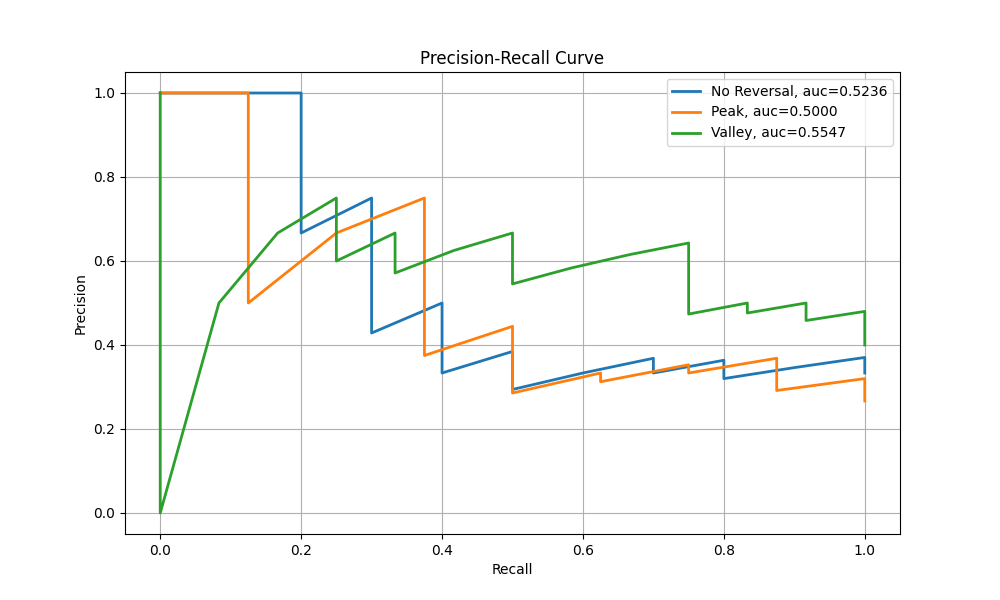 Precision-Recall Curve
No Reversal, auc=0.5236
Peak, auc=0.5000
Valley, auc=0.5547
1.0
0.8
0.6
0.4
0.2
0.0
Precision
0.0 0.2 0.4 0.6 0.8 1.0
Recall